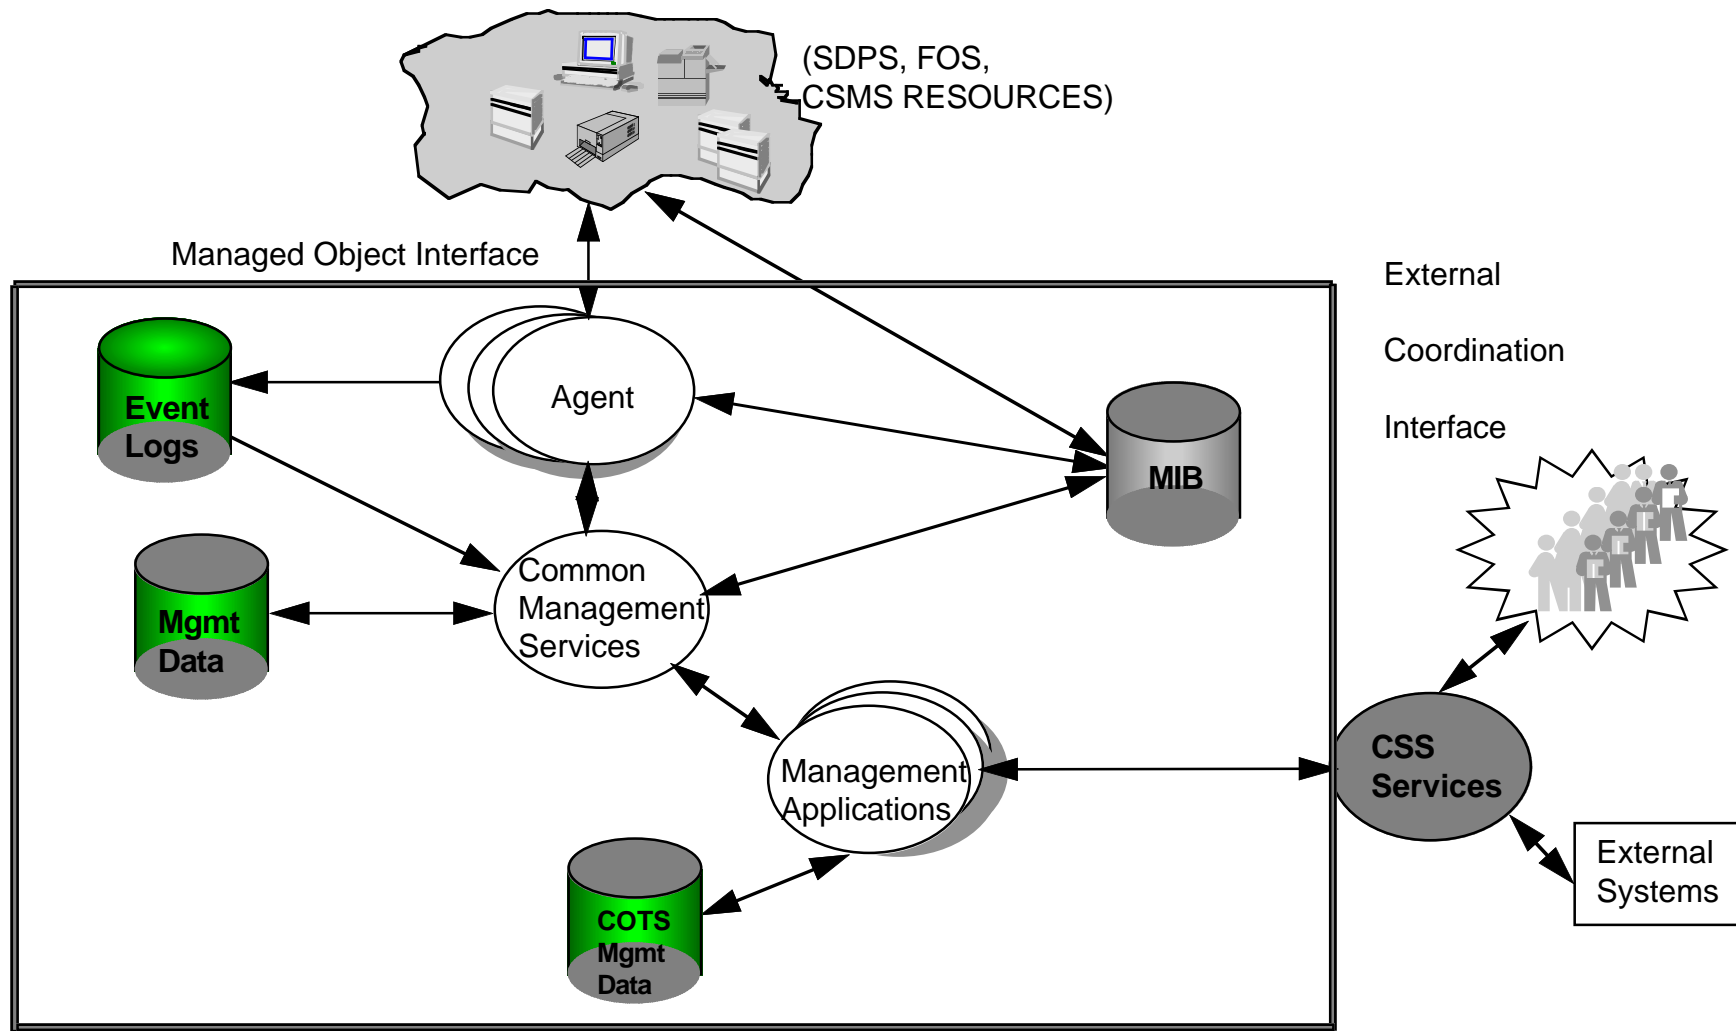 (SDPS, FOS,
CSMS RESOURCES)
Managed Object Interface
External
Coordination
Interface
Event
Logs
Agent
MIB
Common
Management
Services
Mgmt
Data
Management
Applications
CSS
Services
COTS
Mgmt
Data
External
Systems